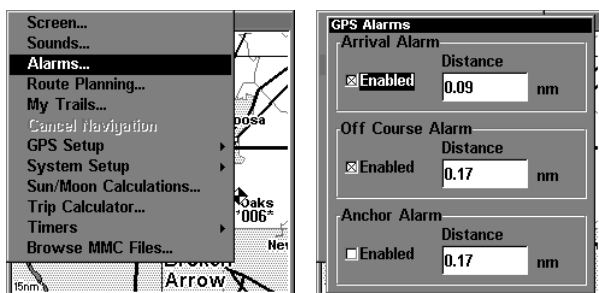 Screen...
Sounds...
Alarms...
Route Planning...
My Trails...
Cancel Navigation
GPS Setup
System Setup
Sun/Moon Calculations...
Trip Calculator...
Timers
Browse MMC Files...
posa
Oaks
"006"
Nev
Arrow
15nm
GPS Alarms
Arrival Alarm
Distance
Enabled
0.09 nm
Off Course Alarm
Distance
Enabled
0.17 nm
Anchor Alarm
Distance
Enabled
0.17 nm